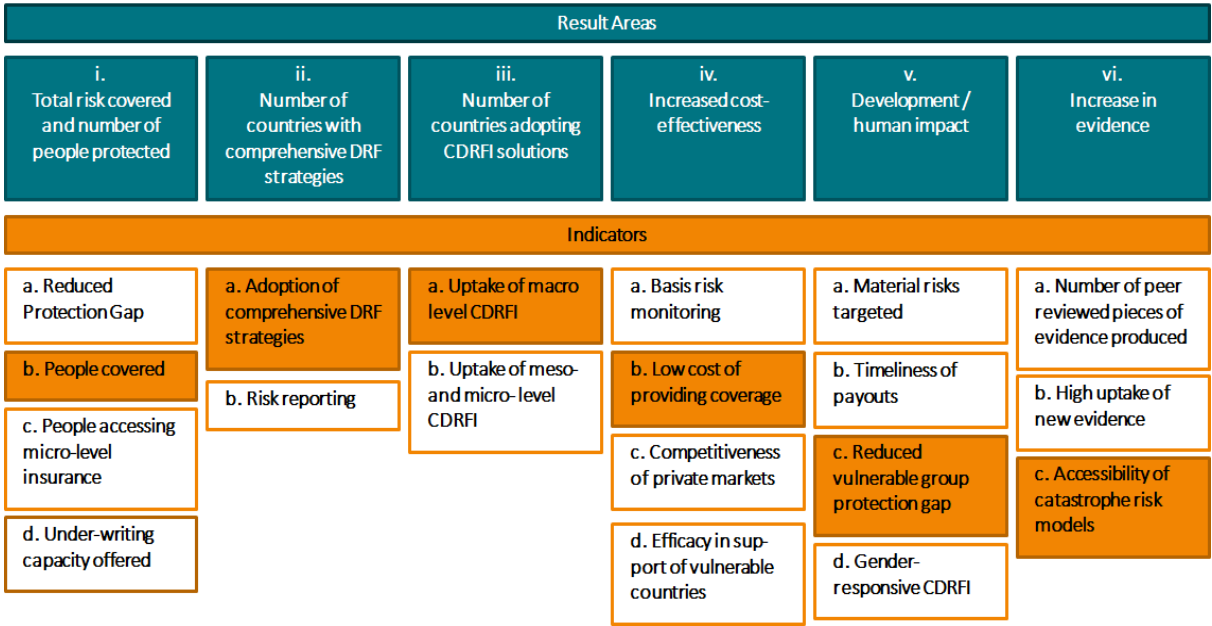 Result Areas
i.
Total risk covered
and number of
people protected
ii.
Number of
countries with
comprehensive DRF
strategies
iii.
Number of
countries adopting
CDRFI solutions
iv.
Increased cost-
effectiveness
v.
Development /
human impact
vi.
Increase in
evidence
Indicators
a. Reduced
Protection Gap
b. People covered
c. People accessing
micro-level
insurance
d. Under-writing
capacity offered
a. Adoption of
comprehensive DRF
strategies
b. Risk reporting
a. Uptake of macro
level CDRFI
b. Uptake of meso-
and micro- level
CDRFI
a. Basis risk
monitoring
b. Low cost of
providing coverage
c. Competitiveness
of private markets
d. Efficacy in sup-
port of vulnerable
countries
a. Material risks
targeted
b. Timeliness of
payouts
c. Reduced
vulnerable group
protection gap
d. Gender-
responsive CDRFI
a. Number of peer
reviewed pieces of
evidence produced
b. High uptake of
new evidence
c. Accessibility of
catastrophe risk
models